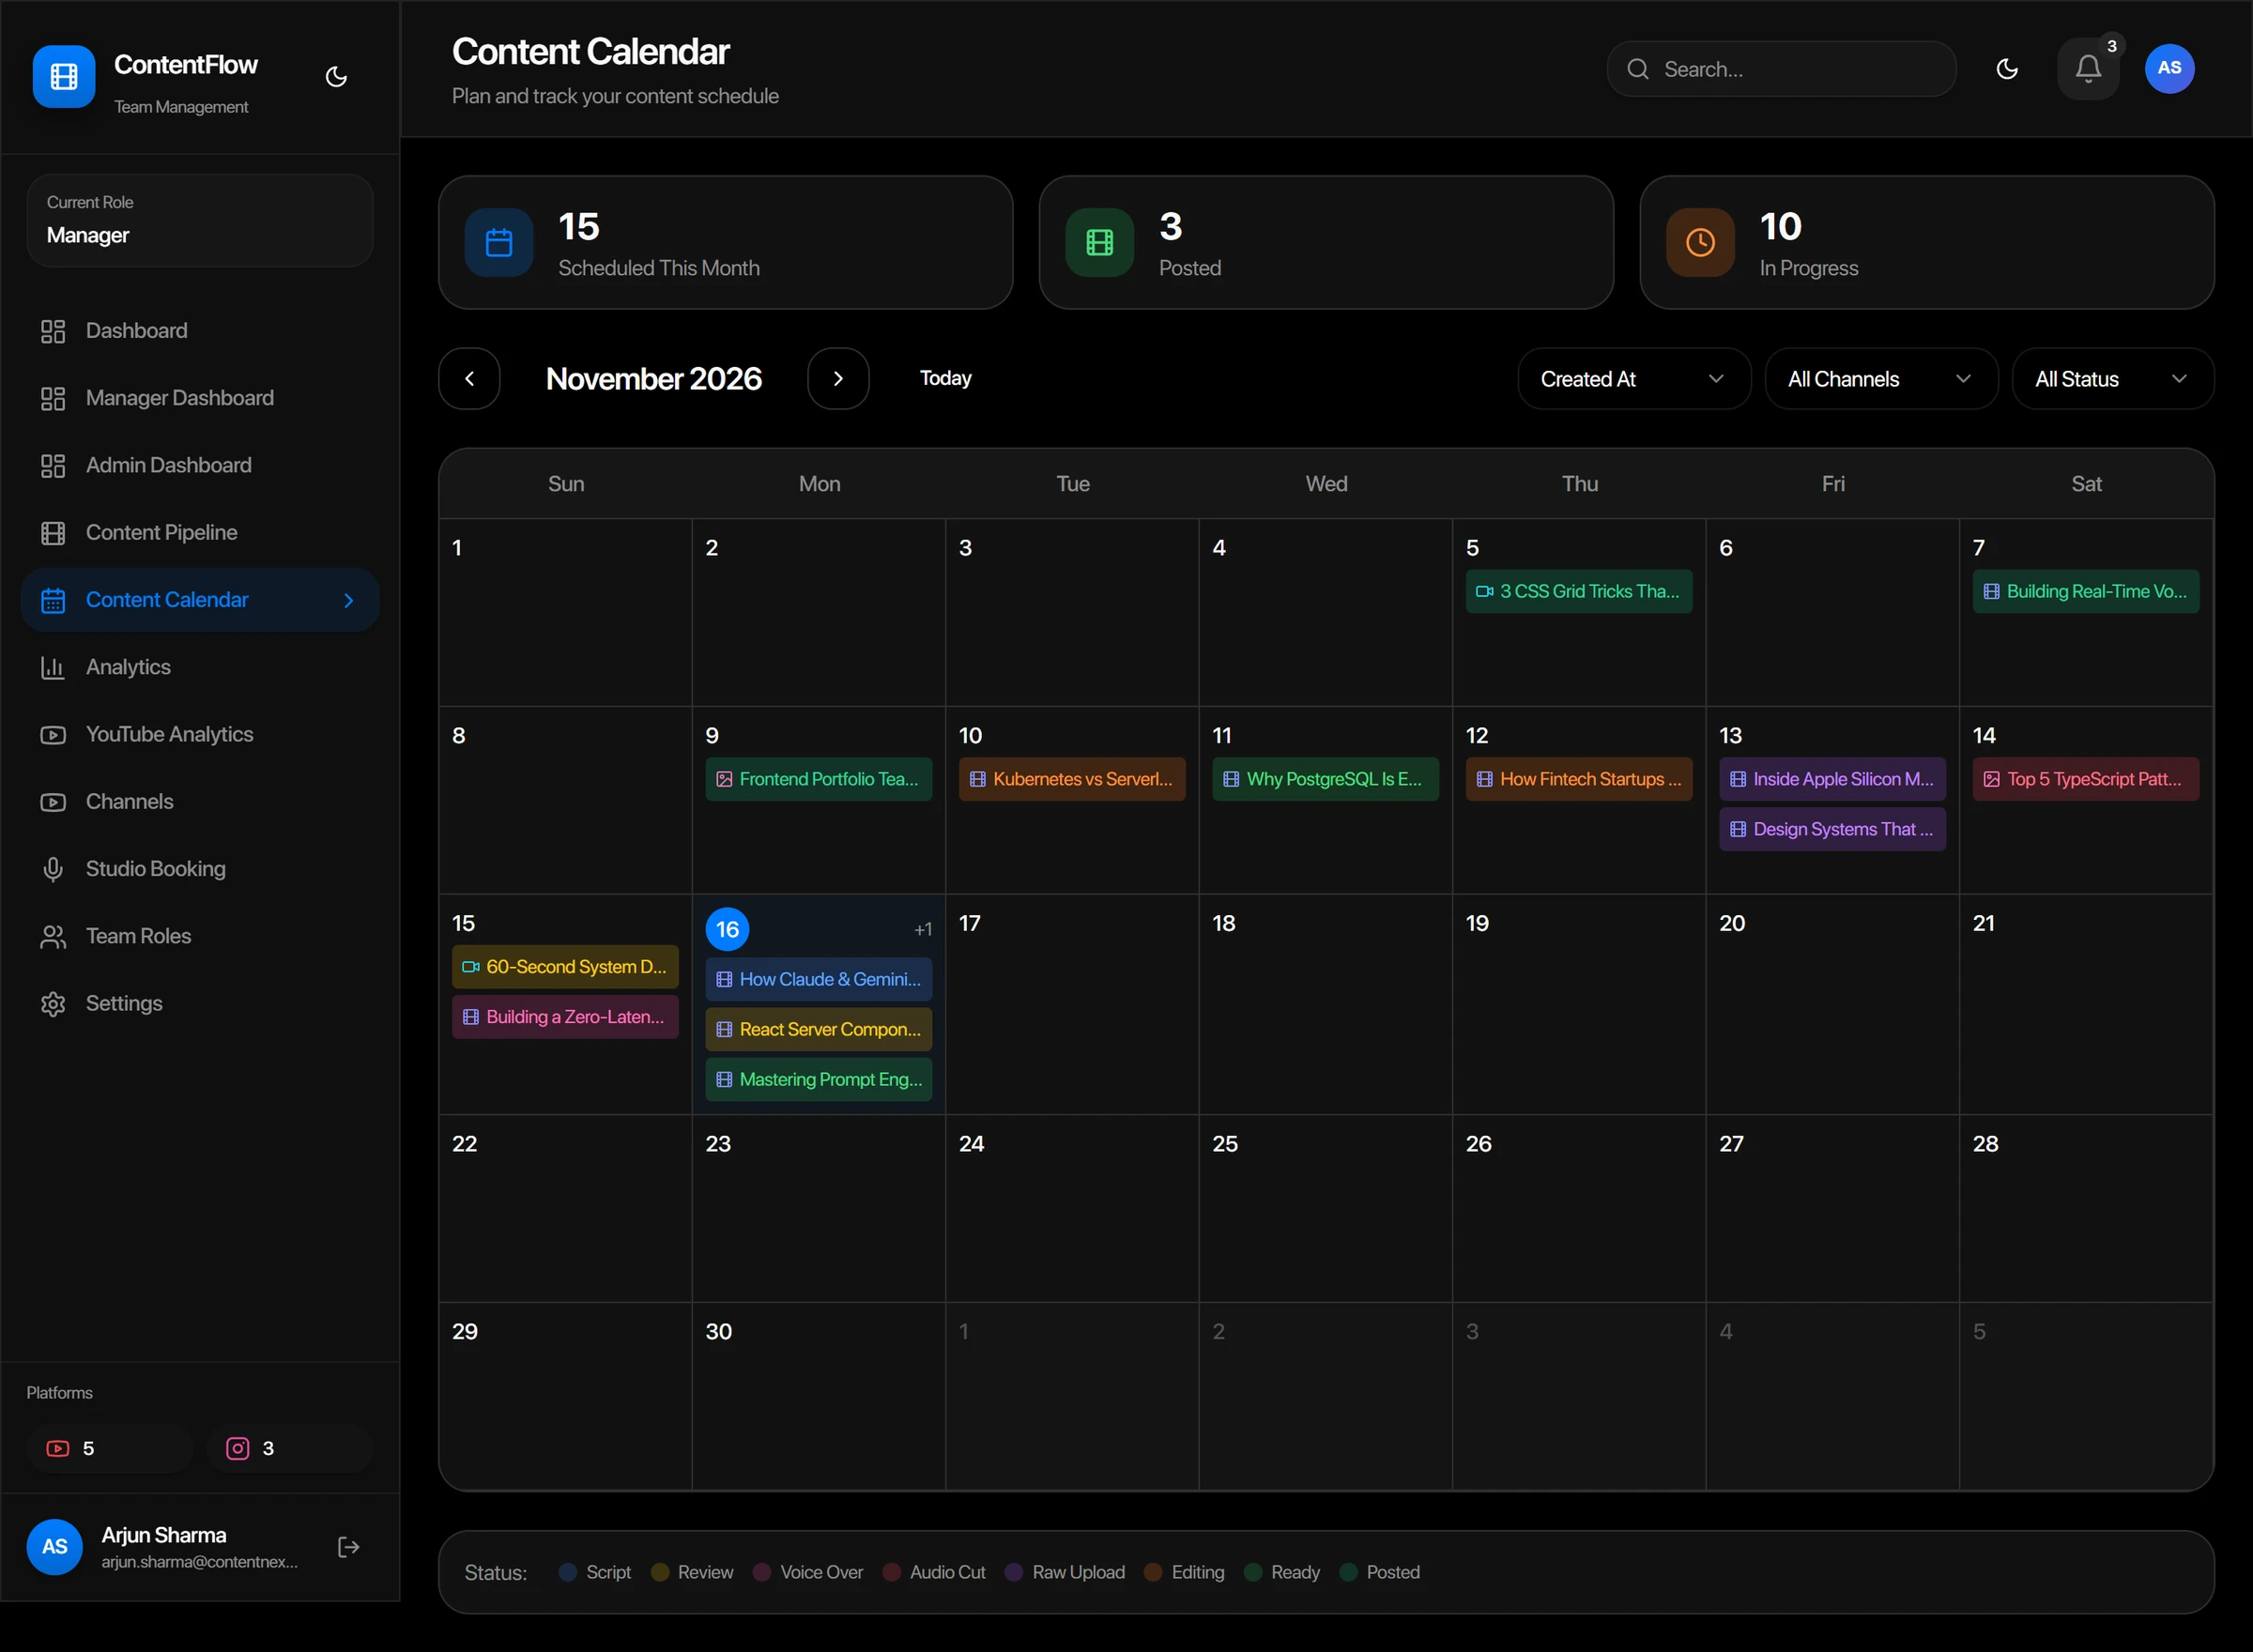 ContentFlow
Team Management
Current Role
Manager
Dashboard
Manager Dashboard
Admin Dashboard
Content Pipeline
Content Calendar
Analytics
YouTube Analytics
Channels
Studio Booking
Team Roles
Settings
Platforms
5
3
AS
Arjun Sharma
arjun.sharma@contentnex...
Content Calendar
Plan and track your content schedule
Search...
3
AS
15
Scheduled This Month
3
Posted
10
In Progress
November 2026
Today
Created At
All Channels
All Status
Sun Mon Tue Wed Thu Fri Sat
1 2 3 4 5 6 7
3 CSS Grid Tricks Tha...
Building Real-Time Vo...
8 9 10 11 12 13 14
Frontend Portfolio Tea...
Kubernetes vs Serverl...
Why PostgreSQL Is E...
How Fintech Startups ...
Inside Apple Silicon M...
Design Systems That ...
Top 5 TypeScript Patt...
15 16 +1 17 18 19 20 21
60-Second System D...
Building a Zero-Laten...
How Claude & Gemini...
React Server Compon...
Mastering Prompt Eng...
22 23 24 25 26 27 28
29 30 1 2 3 4 5
Status: Script Review Voice Over Audio Cut Raw Upload Editing Ready Posted